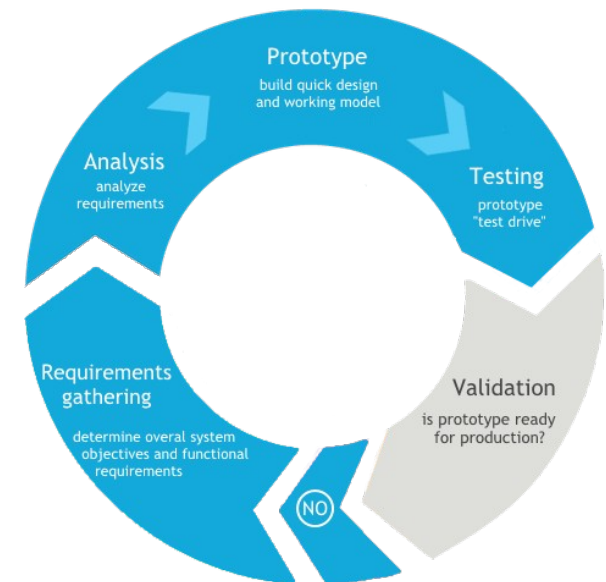 Prototype
build quick design
and working model
Analysis
analyze
requirements
Testing
prototype
"test drive"
Requirements
gathering
determine overal system
objectives and functional
requirements
Validation
is prototype ready
for production?
NO